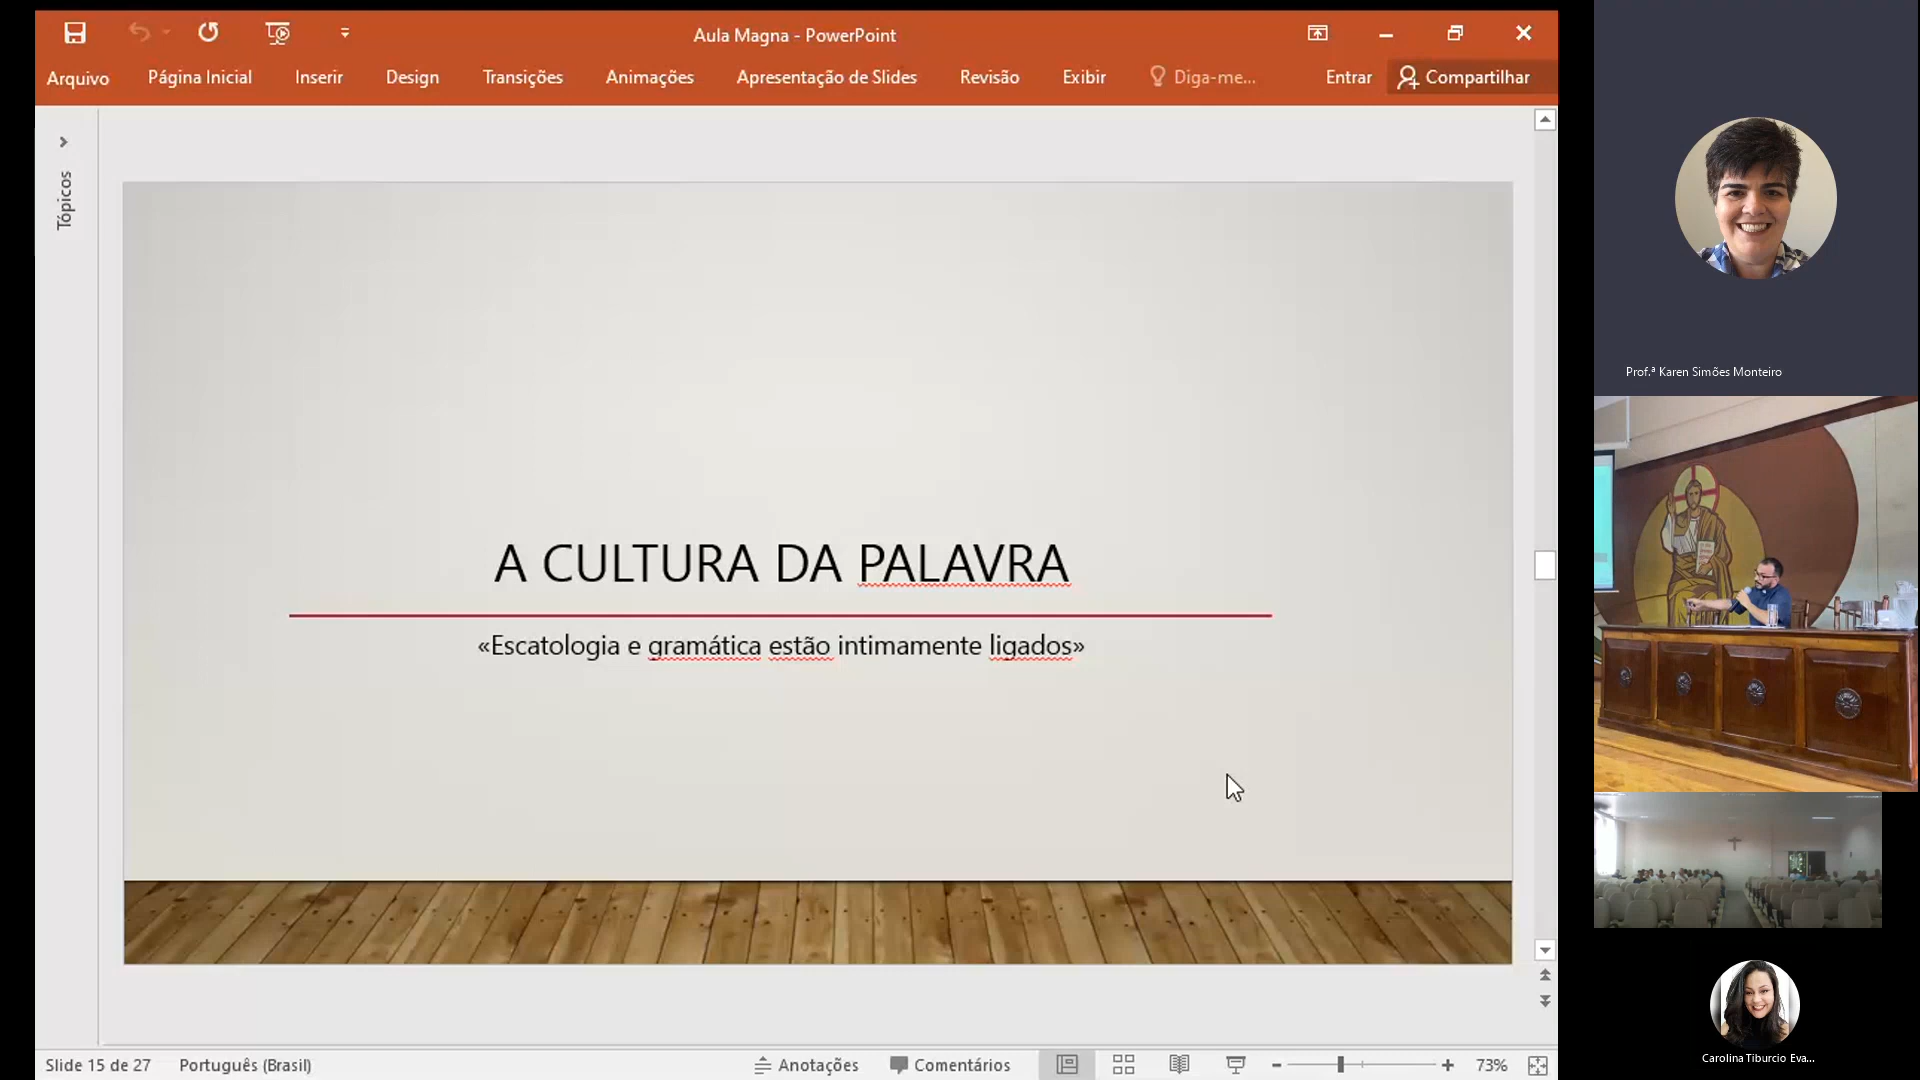 Aula Magna - PowerPoint
Arquivo Página Inicial Inserir Design Transições Animações Apresentação de Slides Revisão Exibir Diga-me... Entrar Compartilhar
Tópicos
A CULTURA DA PALAVRA
«Escatologia e gramática estão intimamente ligados»
Slide 15 de 27 Português (Brasil) Anotações Comentários 73%
Prof.ª Karen Simões Monteiro
Carolina Tiburcio Eva...